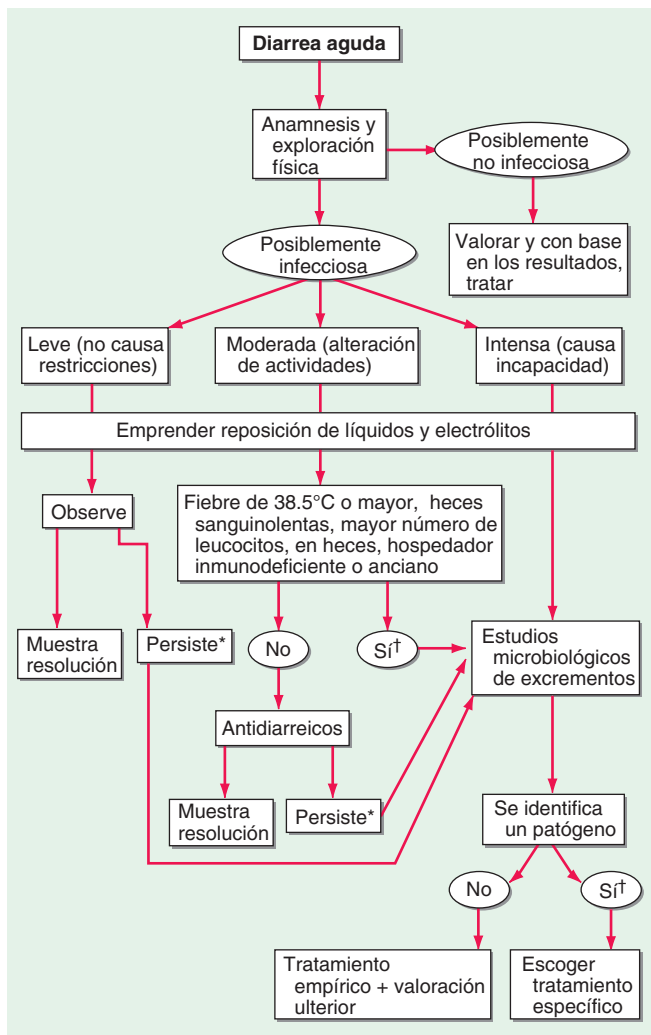 Diarrea aguda
Anamnesis y
exploración
física
Posiblemente
no infecciosa
Valorar y con base
en los resultados,
tratar
Posiblemente
infecciosa
Leve (no causa
restricciones)
Moderada (alteración
de actividades)
Intensa (causa
incapacidad)
Emprender reposición de líquidos y electrólitos
Observe
Fiebre de 38.5°C o mayor, heces
sanguinolentas, mayor número de
leucocitos, en heces, hospedador
inmunodeficiente o anciano
Muestra
resolución
Persiste*
No
Sí†
Estudios
microbiológicos
de excrementos
Antidiarreicos
Muestra
resolución
Persiste*
Se identifica
un patógeno
No
Sí†
Tratamiento
empírico + valoración
ulterior
Escoger
tratamiento
específico